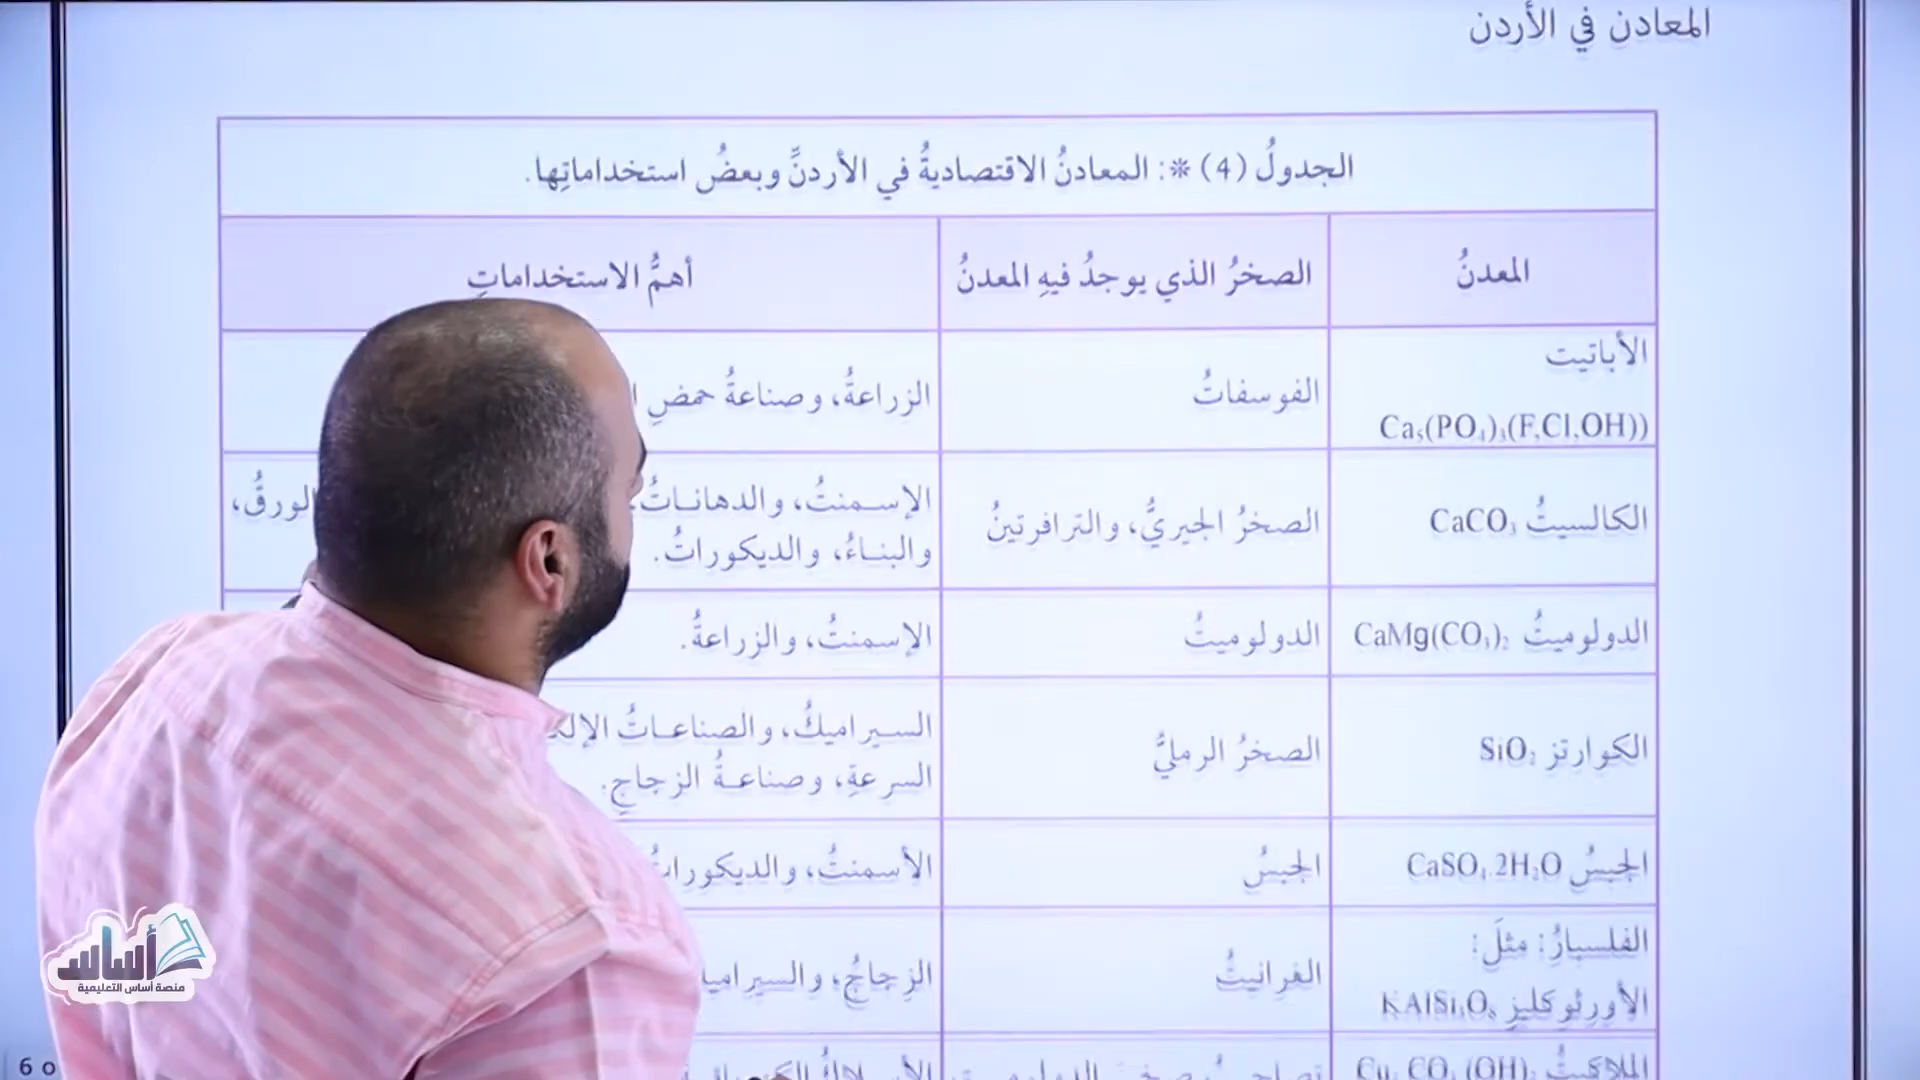 المعادن في الأردن
الجدولُ (4) *: المعادنُ الاقتصاديةُ في الأردنِّ وبعضُ استخداماتِها.
المعدنُ
الصخرُ الذي يوجدُ فيهِ المعدنُ
أهمُّ الاستخداماتِ
الأباتيت
Ca₅(PO₄)₃(F,Cl,OH))
الفوسفاتُ
الزراعةُ، وصناعةُ حمضِ
الكالسيتُ CaCO₃
الصخرُ الجيريُّ، والترافرتينُ
الإسمنتُ، والدهاناتُ، الورقُ،
والبناءُ، والديكوراتُ.
الدولوميتُ CaMg(CO₃)₂
الدولوميتُ
الإسمنتُ، والزراعةُ.
الكوارتز SiO₂
الصخرُ الرمليُّ
السيراميكُ، والصناعاتُ
السرعةِ، وصناعةُ الزجاجِ.
الجبسُ CaSO₄.2H₂O
الجبسُ
الأسمنتُ، والديكوراتُ
الفلسبارُ: مثلَ:
الأورثوكليز KAlSi₃O₈
الغرانيتُ
الزجاجُ،
الملاكيتُ
أساس
منصة أساس التعليمية
6 o